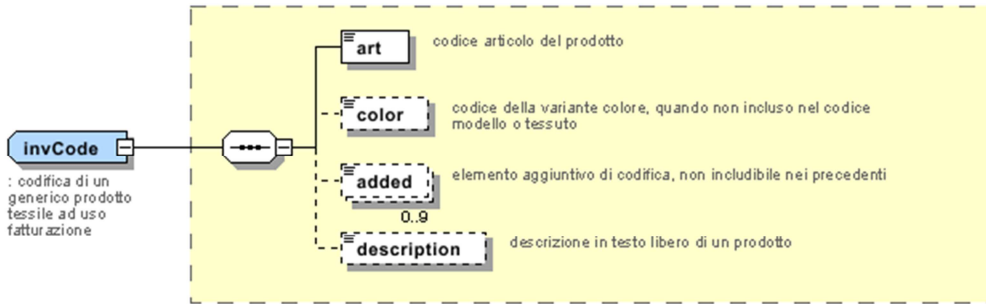 art
codice articolo del prodotto
color
codice della variante colore, quando non incluso nel codice
modello o tessuto
invCode
: codifica di un
generico prodotto
tessile ad uso
fatturazione
added
elemento aggiuntivo di codifica, non includibile nei precedenti
0..9
description
descrizione in testo libero di un prodotto